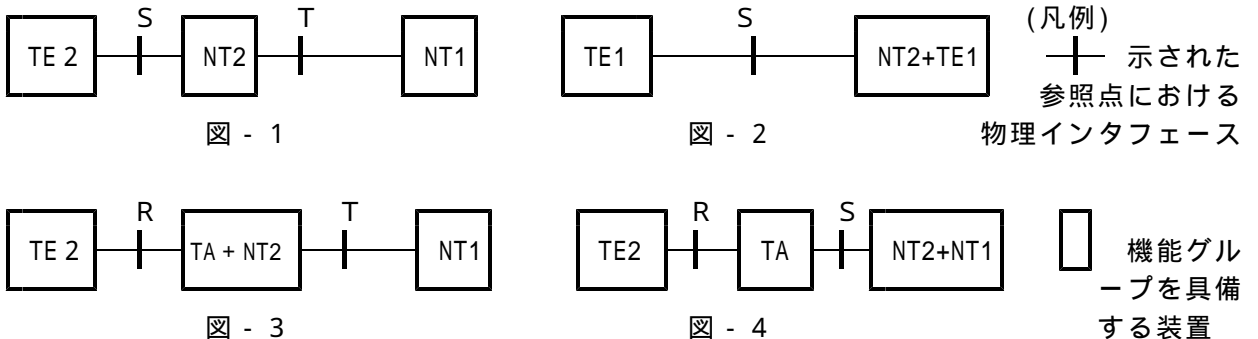 S T
TE 2 NT2 NT1
図 - 1
S
TE1 NT2+TE1
図 - 2
(凡例)
示された
参照点における
物理インタフェース
R T
TE 2 TA + NT2 NT1
図 - 3
R S
TE2 TA NT2+NT1
図 - 4
機能グル
ープを具備
する装置